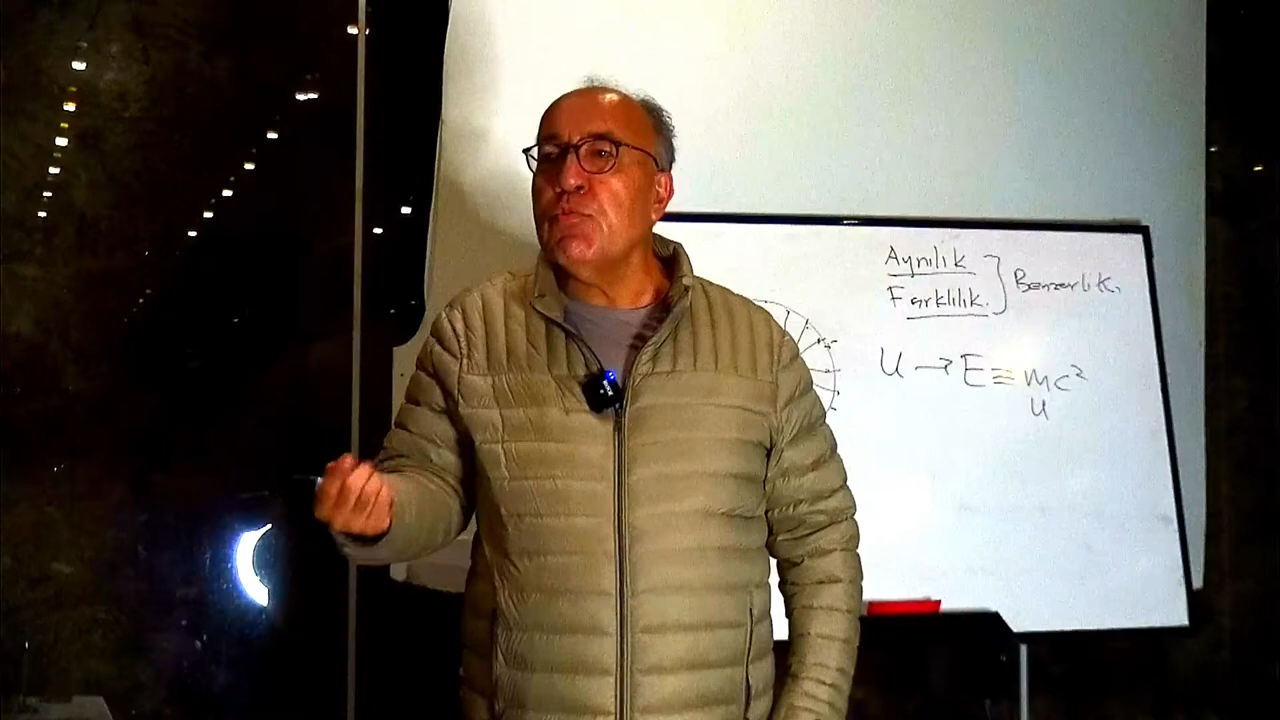 Aynılık
Farklılık. } Benzerlik.
U → E ≡ mc²
U